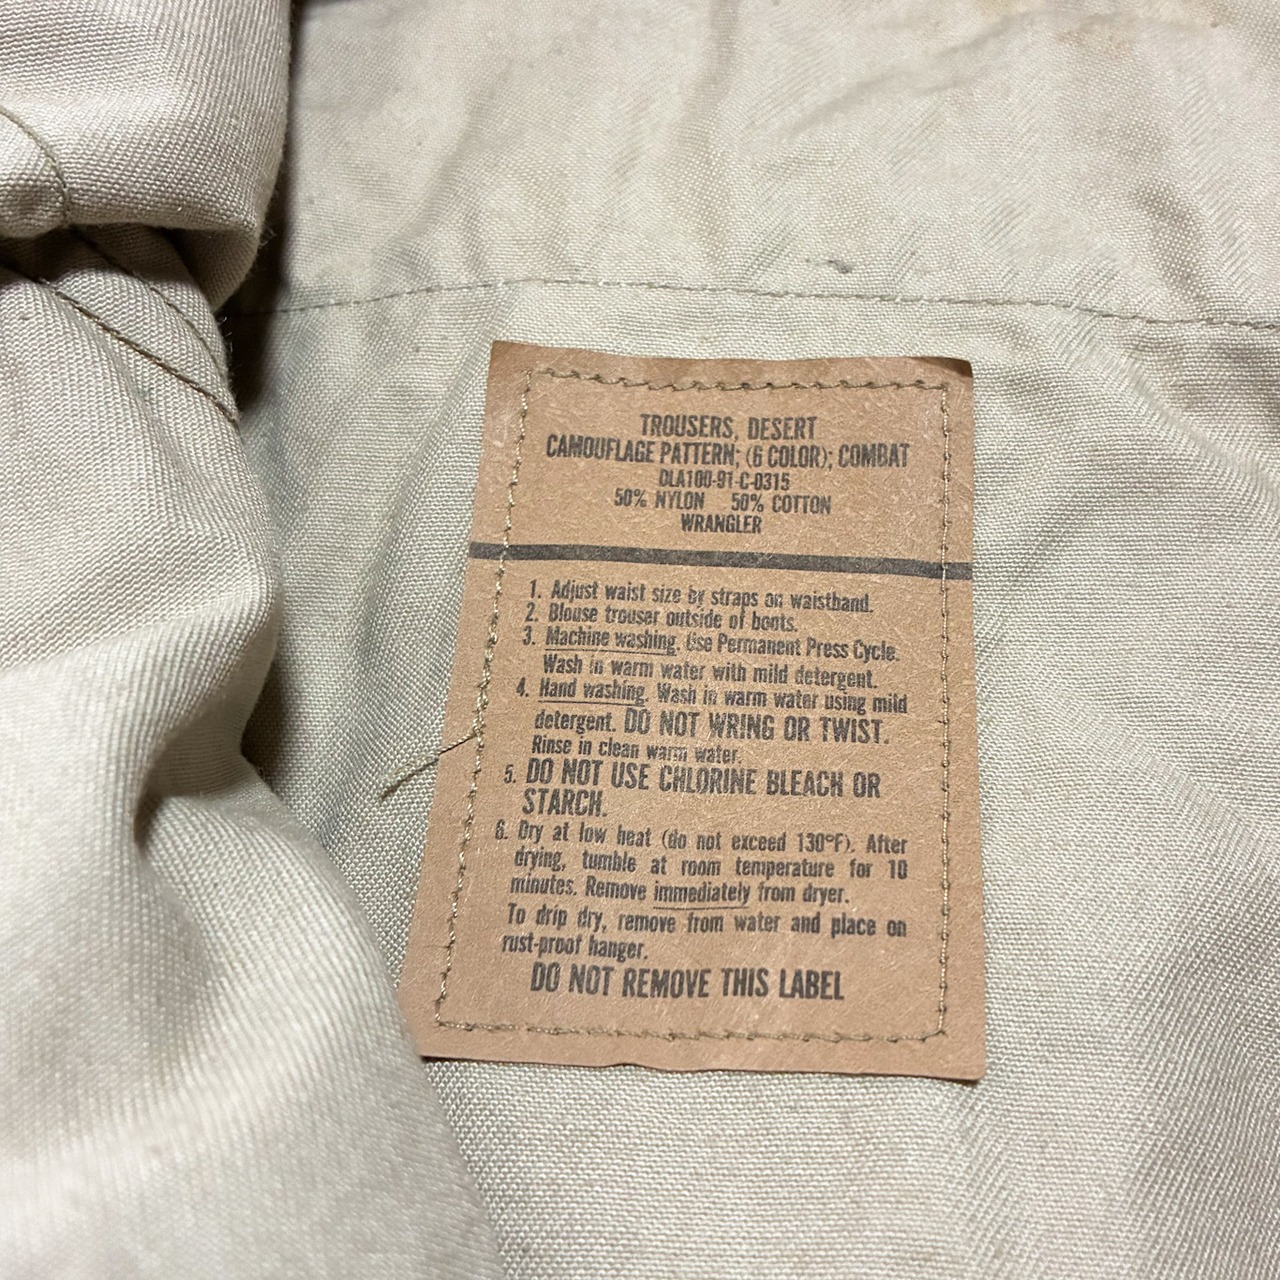 TROUSERS, DESERT
CAMOUFLAGE PATTERN; (6 COLOR); COMBAT
DLA100-91-C-0315
50% NYLON 50% COTTON
WRANGLER
1. Adjust waist size by straps on waistband.
2. Blouse trouser outside of boots.
3. Machine washing. Use Permanent Press Cycle.
Wash in warm water with mild detergent.
4. Hand washing. Wash in warm water using mild
detergent. DO NOT WRING OR TWIST.
Rinse in clean warm water.
5. DO NOT USE CHLORINE BLEACH OR
STARCH.
6. Dry at low heat (do not exceed 130°F). After
drying, tumble at room temperature for 10
minutes. Remove immediately from dryer.
To drip dry, remove from water and place on
rust-proof hanger.
DO NOT REMOVE THIS LABEL